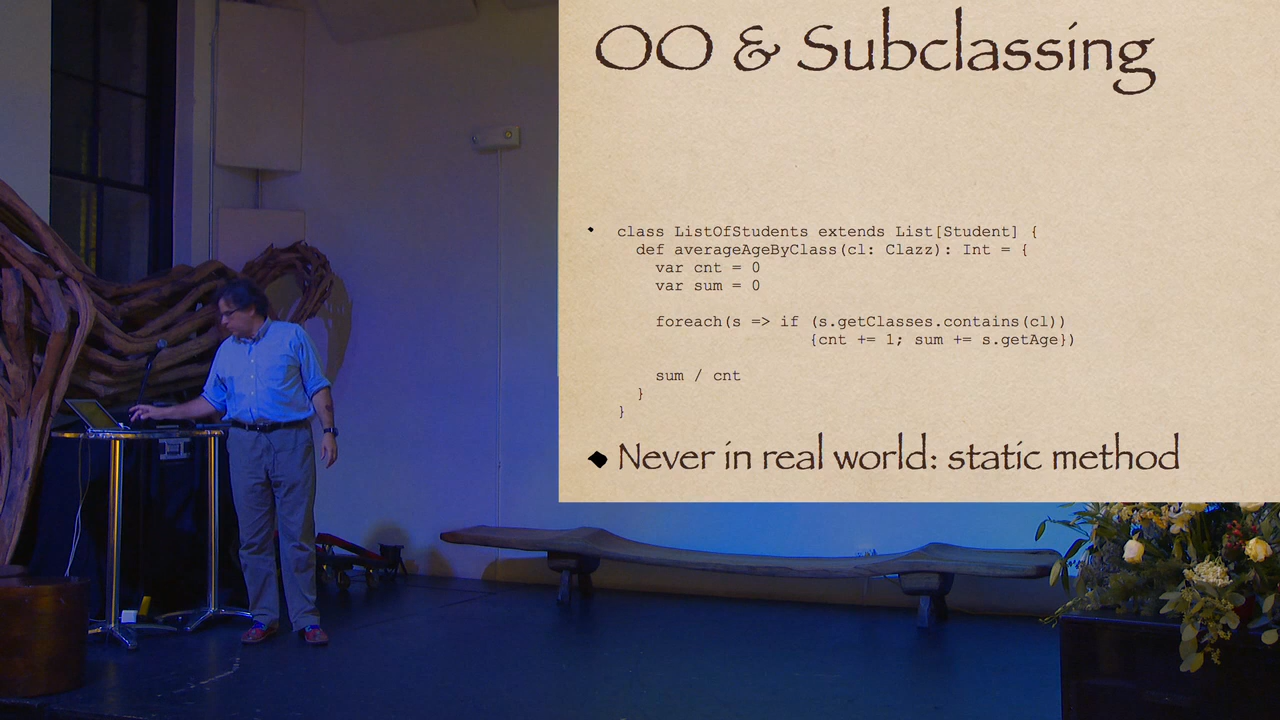 OO & Subclassing
class ListOfStudents extends List[Student] {
def averageAgeByClass(cl: Clazz): Int = {
var cnt = 0
var sum = 0
foreach(s => if (s.getClasses.contains(cl))
{cnt += 1; sum += s.getAge})
sum / cnt
}
}
Never in real world: static method